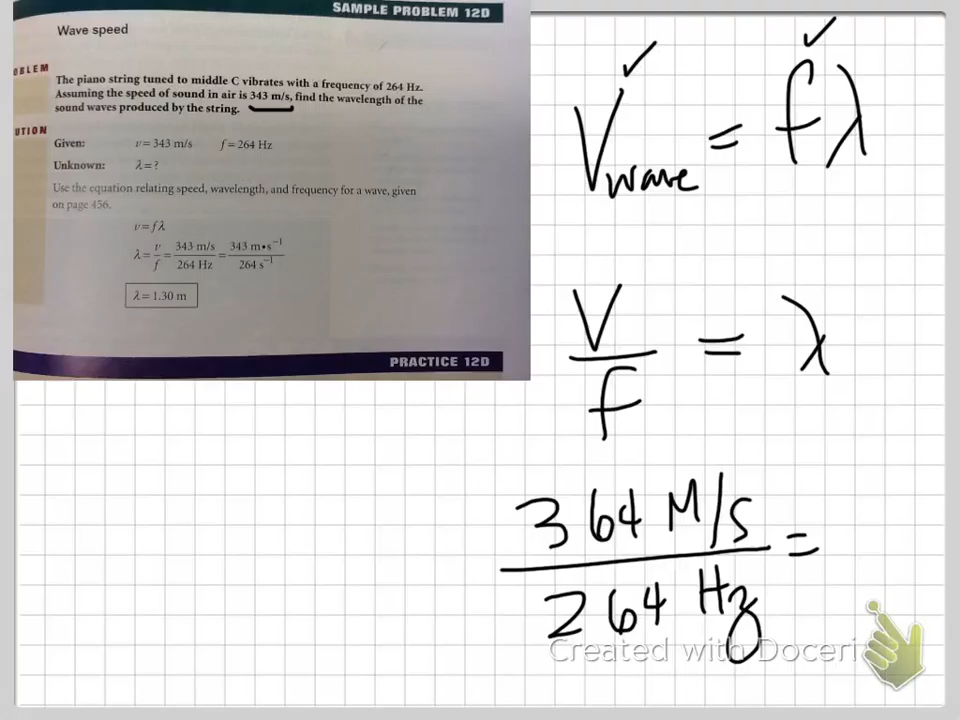 SAMPLE PROBLEM 12D
Wave speed
OBLEM
The piano string tuned to middle C vibrates with a frequency of 264 Hz.
Assuming the speed of sound in air is 343 m/s, find the wavelength of the
sound waves produced by the string.
UTION
Given: v = 343 m/s f = 264 Hz
Unknown: λ = ?
Use the equation relating speed, wavelength, and frequency for a wave, given
on page 456.
v = fλ
λ = v/f = 343 m/s / 264 Hz = 343 m•s⁻¹ / 264 s⁻¹
λ = 1.30 m
PRACTICE 12D
✓ ✓
Vwave = fλ
V/f = λ
364 M/s / 264 Hz =
Created with Doceri